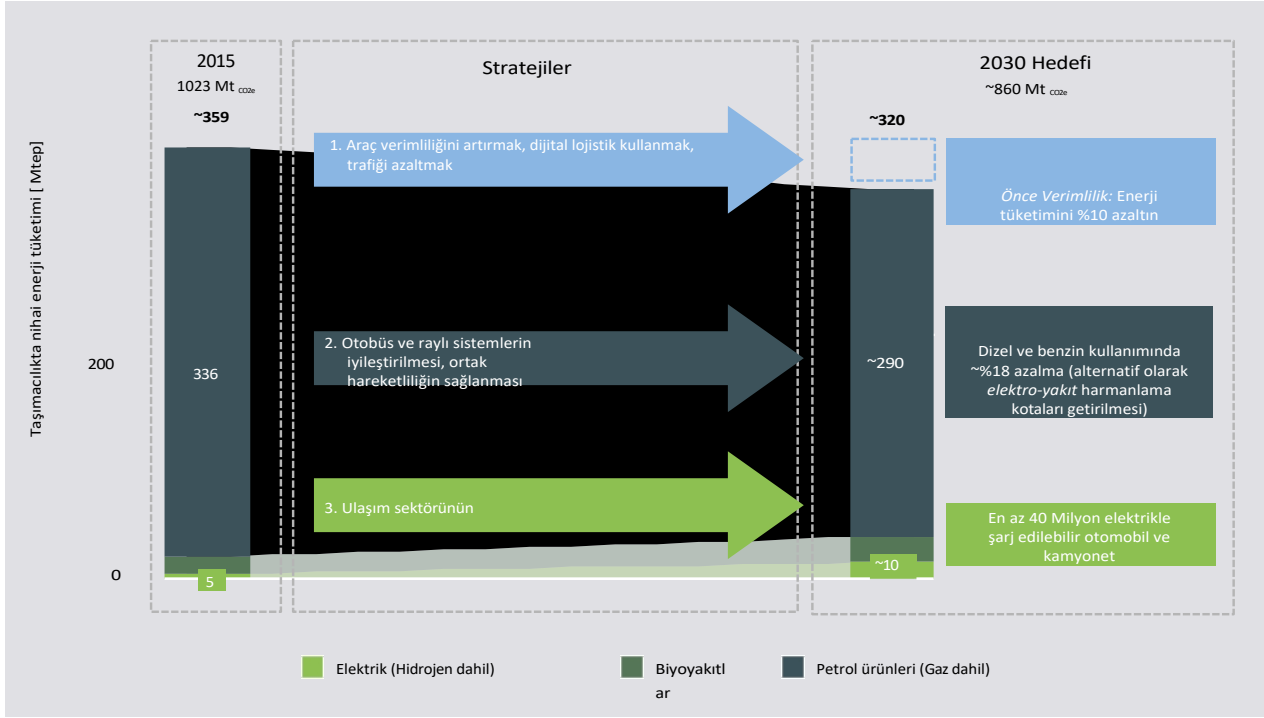 2015
1023 Mt CO2e
~359
Stratejiler
2030 Hedefi
~860 Mt CO2e
~320
Taşımacılıkta nihai enerji tüketimi [ Mtep]
200
0
336
5
1. Araç verimliliğini artırmak, dijital lojistik kullanmak,
trafiği azaltmak
2. Otobüs ve raylı sistemlerin
iyileştirilmesi, ortak
hareketliliğin sağlanması
3. Ulaşım sektörünün
~290
~10
Önce Verimlilik: Enerji
tüketimini %10 azaltın
Dizel ve benzin kullanımında
~%18 azalma (alternatif olarak
elektro-yakıt harmanlama
kotaları getirilmesi)
En az 40 Milyon elektrikle
şarj edilebilir otomobil ve
kamyonet
Elektrik (Hidrojen dahil)
Biyoyakıtl
ar
Petrol ürünleri (Gaz dahil)